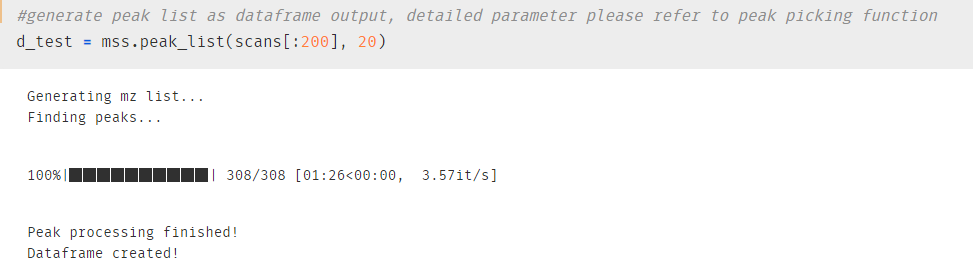 #generate peak list as dataframe output, detailed parameter please refer to peak picking function
d_test = mss.peak_list(scans[:200], 20)
Generating mz list...
Finding peaks...
100%|██████████| 308/308 [01:26<00:00,  3.57it/s]
Peak processing finished!
Dataframe created!